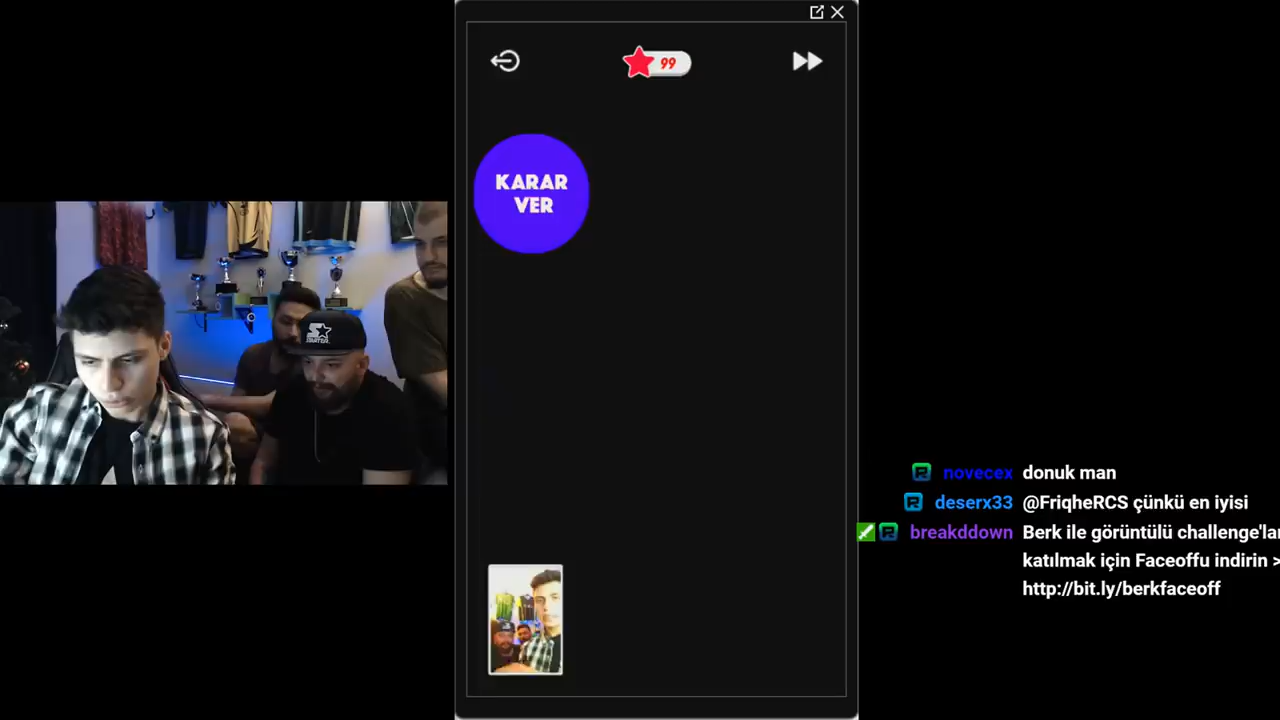 99
KARAR
VER
STARTER
novecex donuk man
deserx33 @FriqheRCS çünkü en iyisi
breakddown Berk ile görüntülü challenge'lar
katılmak için Faceoffu indirin >
http://bit.ly/berkfaceoff